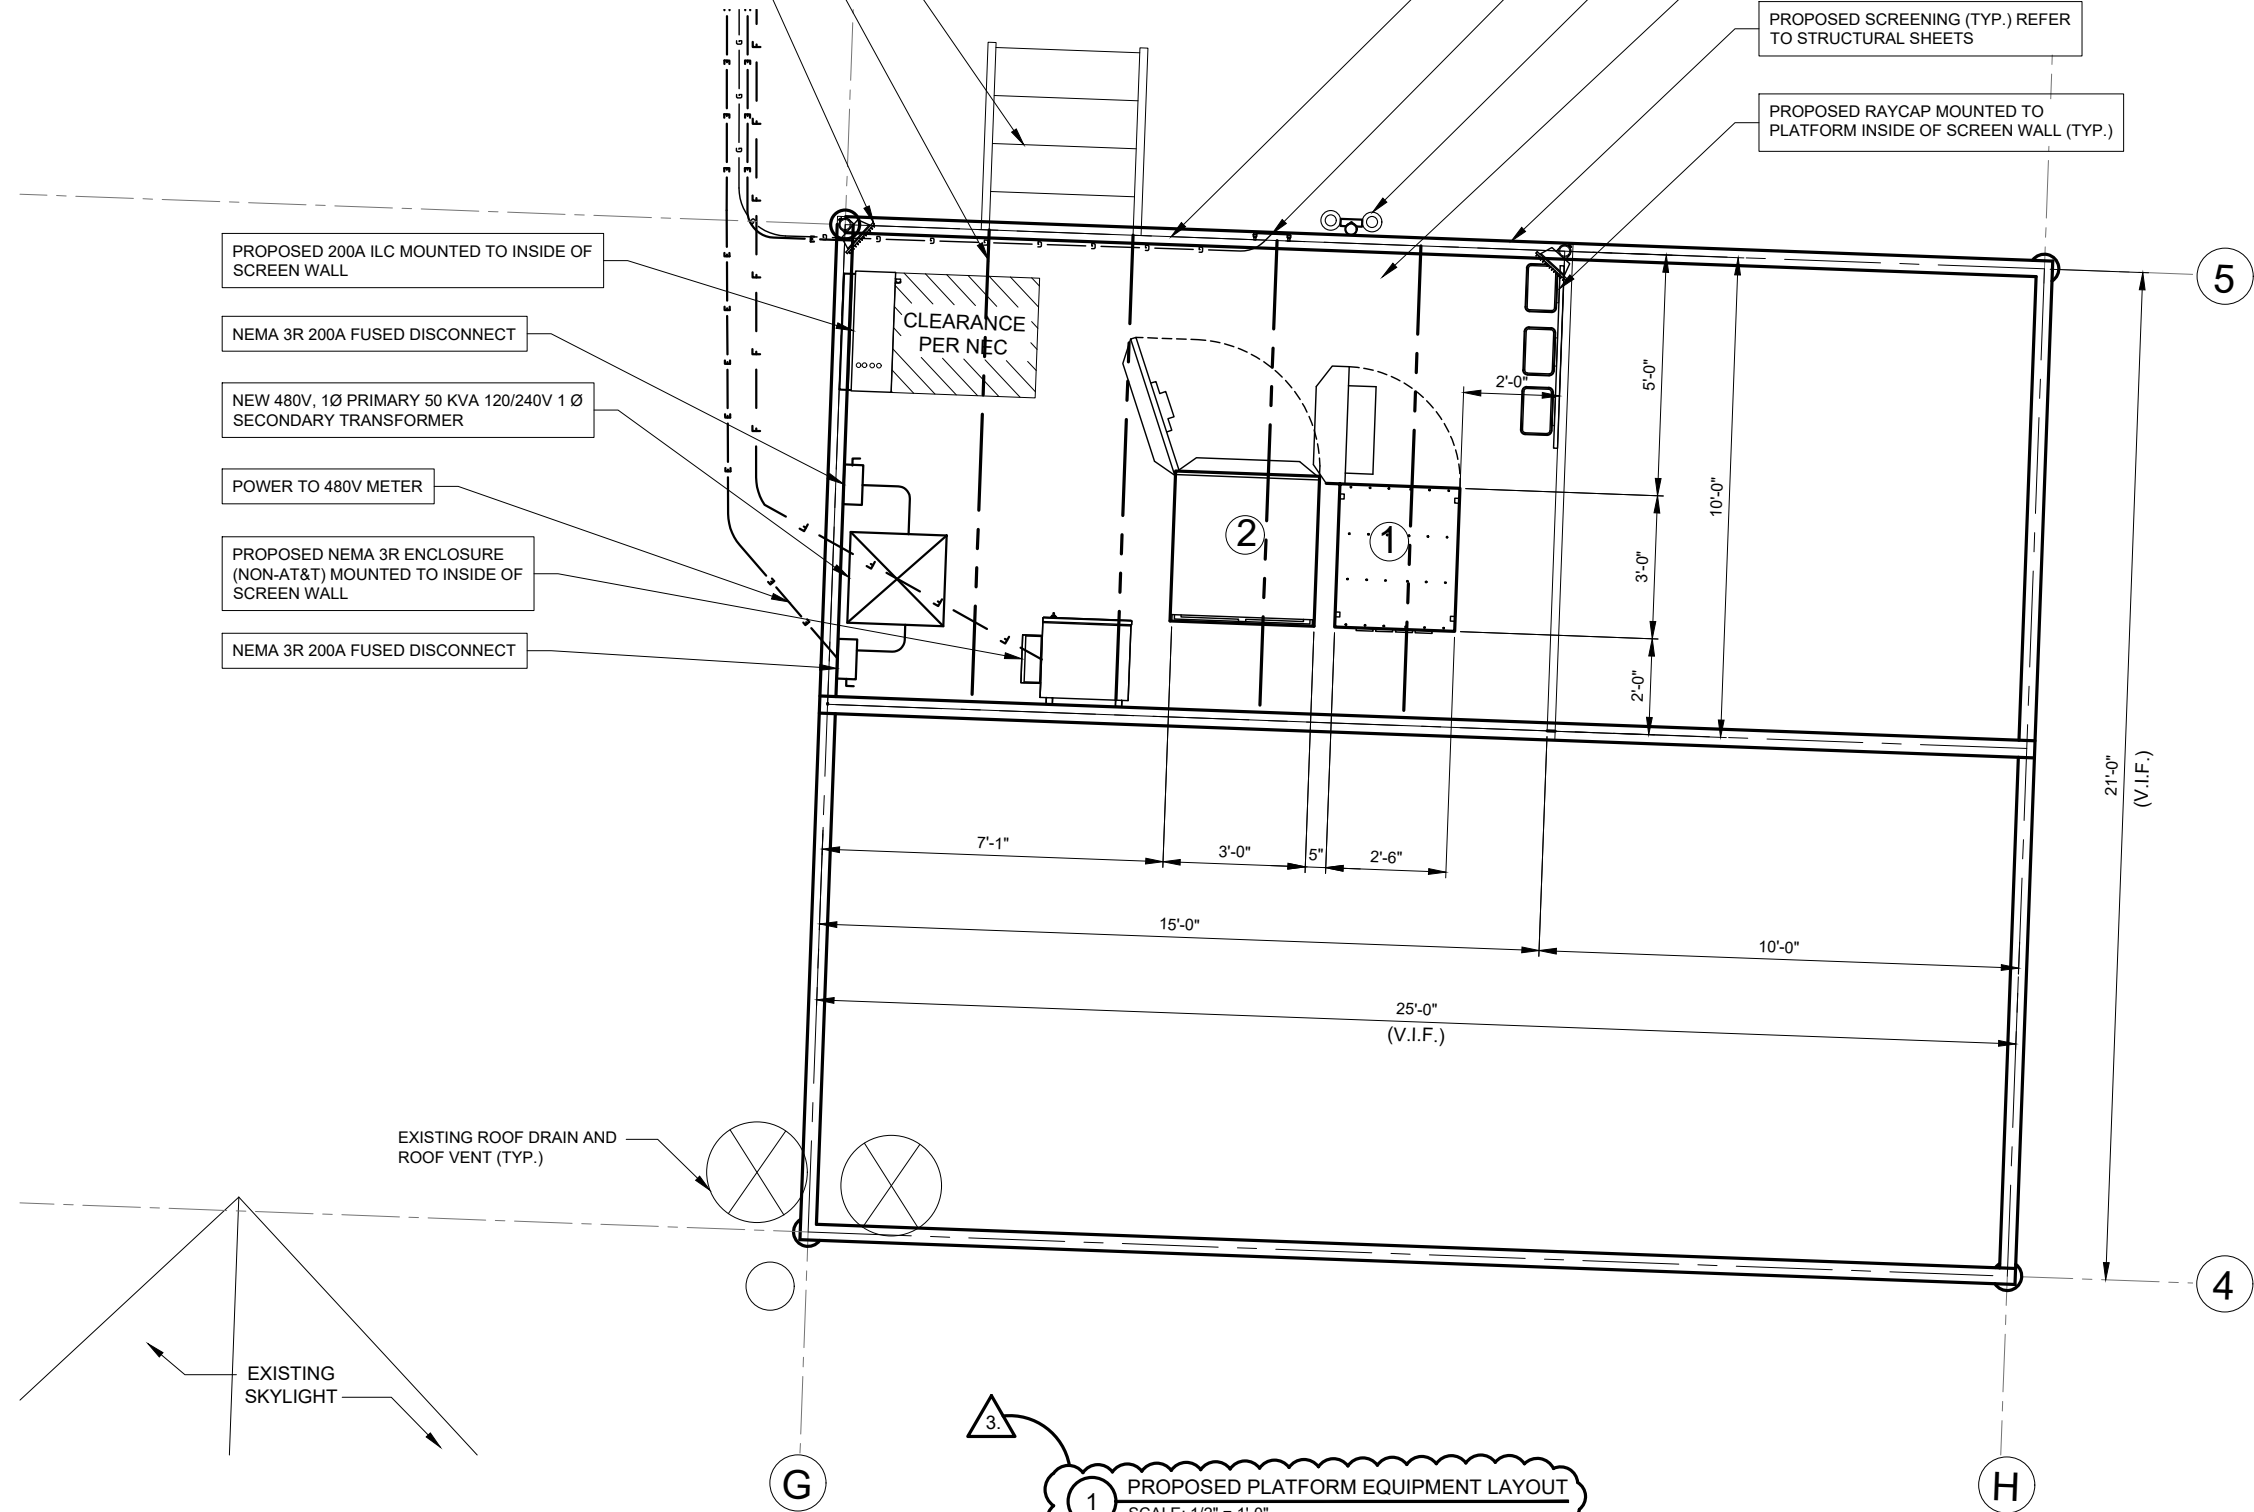 PROPOSED SCREENING (TYP.) REFER
TO STRUCTURAL SHEETS
PROPOSED RAYCAP MOUNTED TO
PLATFORM INSIDE OF SCREEN WALL (TYP.)
PROPOSED 200A ILC MOUNTED TO INSIDE OF
SCREEN WALL
NEMA 3R 200A FUSED DISCONNECT
NEW 480V, 1Ø PRIMARY 50 KVA 120/240V 1 Ø
SECONDARY TRANSFORMER
POWER TO 480V METER
PROPOSED NEMA 3R ENCLOSURE
(NON-AT&T) MOUNTED TO INSIDE OF
SCREEN WALL
NEMA 3R 200A FUSED DISCONNECT
CLEARANCE
PER NEC
2
1
2'-0"
5'-0"
10'-0"
3'-0"
2'-0"
5
21'-0"
(V.I.F.)
7'-1"
3'-0"
5"
2'-6"
15'-0"
10'-0"
25'-0"
(V.I.F.)
EXISTING ROOF DRAIN AND
ROOF VENT (TYP.)
4
EXISTING
SKYLIGHT
3.
G
H
1
PROPOSED PLATFORM EQUIPMENT LAYOUT
SCALE: 1/2" = 1'-0"